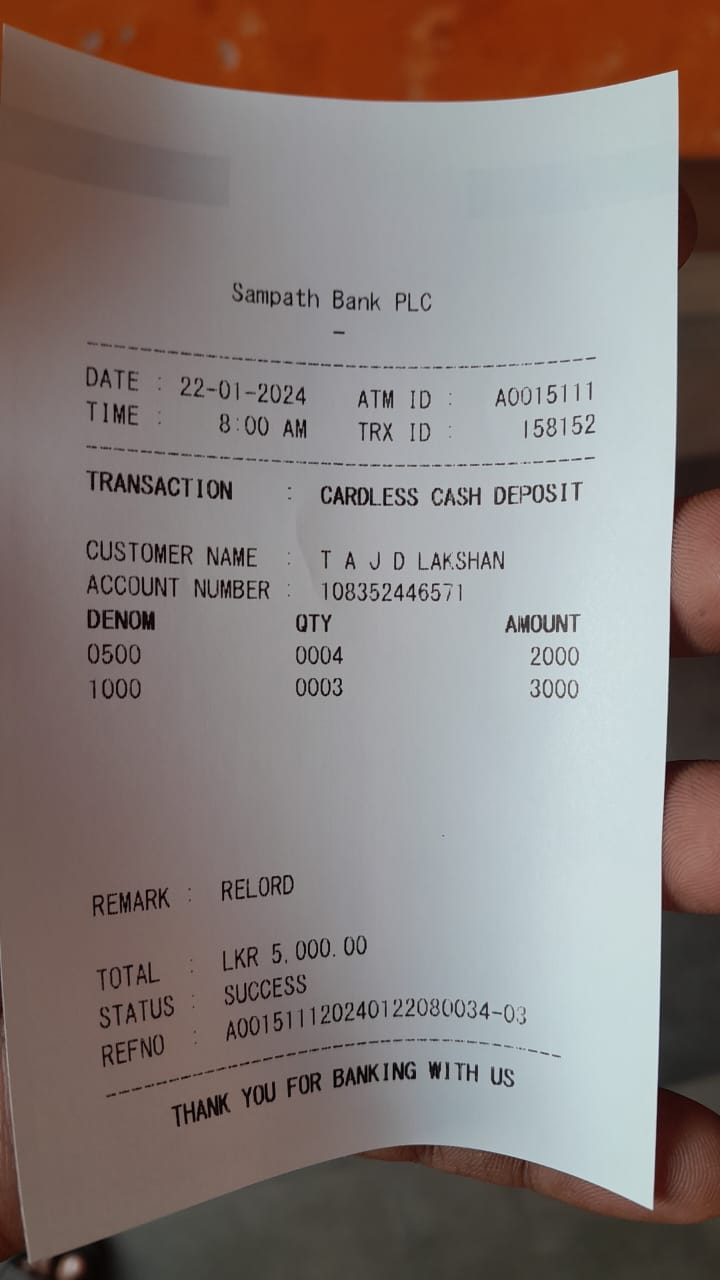 Sampath Bank PLC
-
DATE : 22-01-2024 ATM ID : A0015111
TIME : 8:00 AM TRX ID : 158152
TRANSACTION : CARDLESS CASH DEPOSIT
CUSTOMER NAME : T A J D LAKSHAN
ACCOUNT NUMBER : 108352446571
DENOM QTY AMOUNT
0500 0004 2000
1000 0003 3000
REMARK : RELORD
TOTAL : LKR 5,000.00
STATUS : SUCCESS
REFNO : A001511120240122080034-03
THANK YOU FOR BANKING WITH US